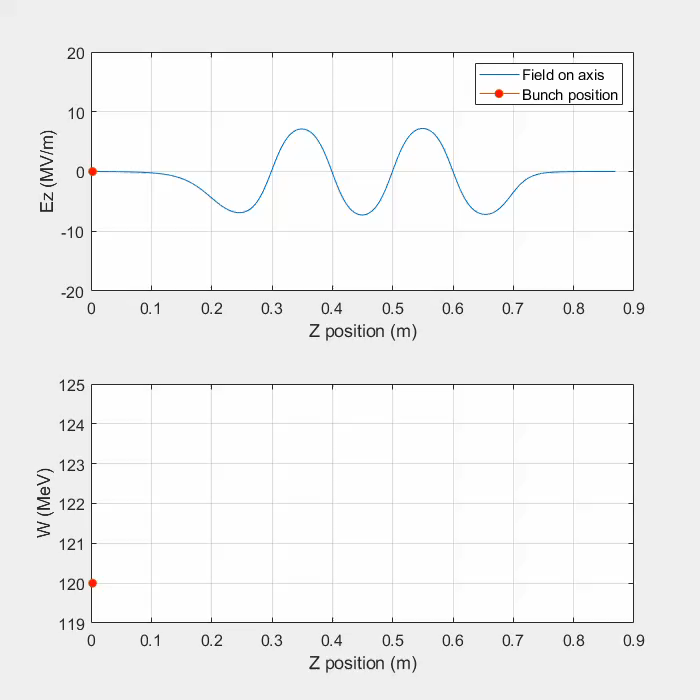 20
10
0
-10
-20
Ez (MV/m)
Field on axis
Bunch position
0 0.1 0.2 0.3 0.4 0.5 0.6 0.7 0.8 0.9
Z position (m)
125
124
123
122
121
120
119
W (MeV)
0 0.1 0.2 0.3 0.4 0.5 0.6 0.7 0.8 0.9
Z position (m)